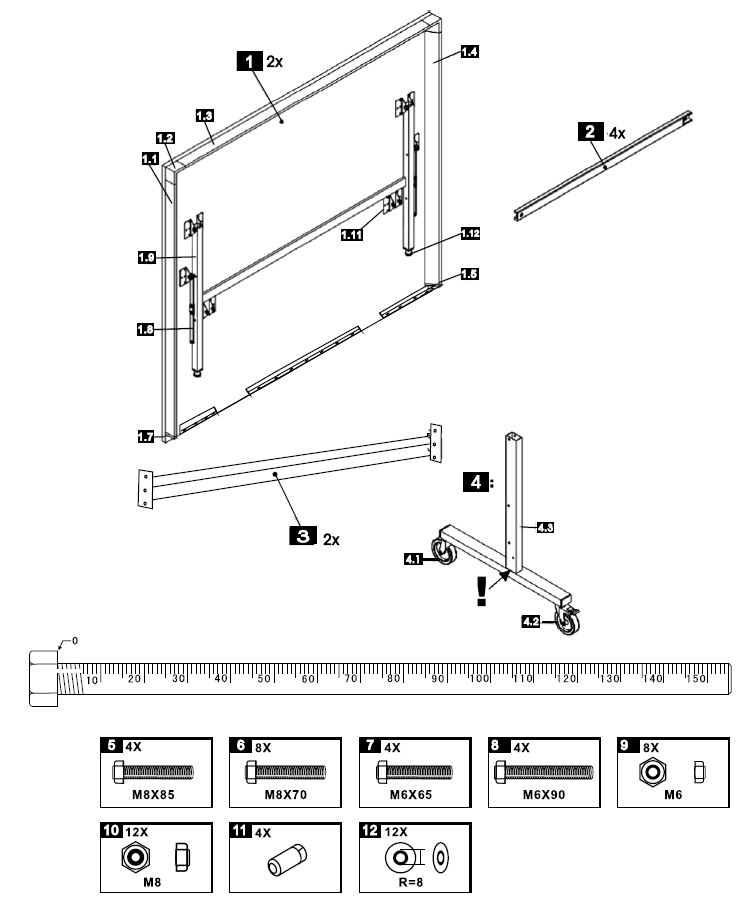 1 2x
1.4
1.3
1.2
1.1
2 4x
1.11
1.12
1.9
1.5
1.8
1.7
3 2x
4 :
4.3
4.1
!
4.2
0
10 20 30 40 50 60 70 80 90 100 110 120 130 140 150
5 4X
M8X85
6 8X
M8X70
7 4X
M6X65
8 4X
M6X90
9 8X
M6
10 12X
M8
11 4X
12 12X
R=8